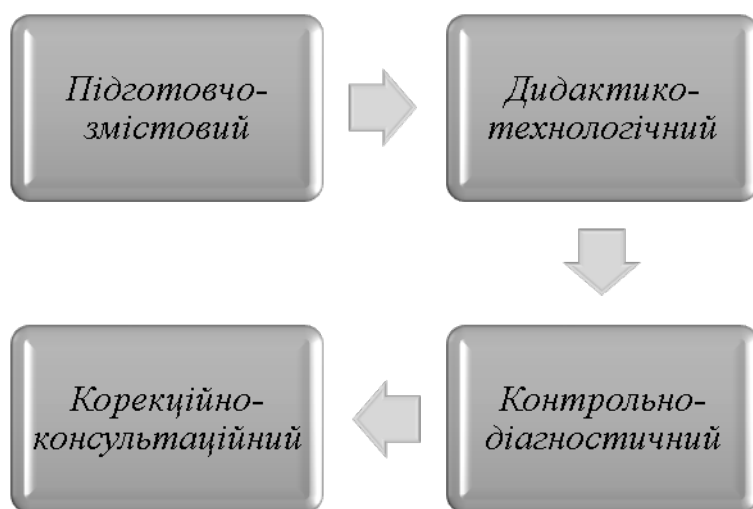 Підготовчо-
змістовий
Дидактико-
технологічний
Контрольно-
діагностичний
Корекційно-
консультаційний